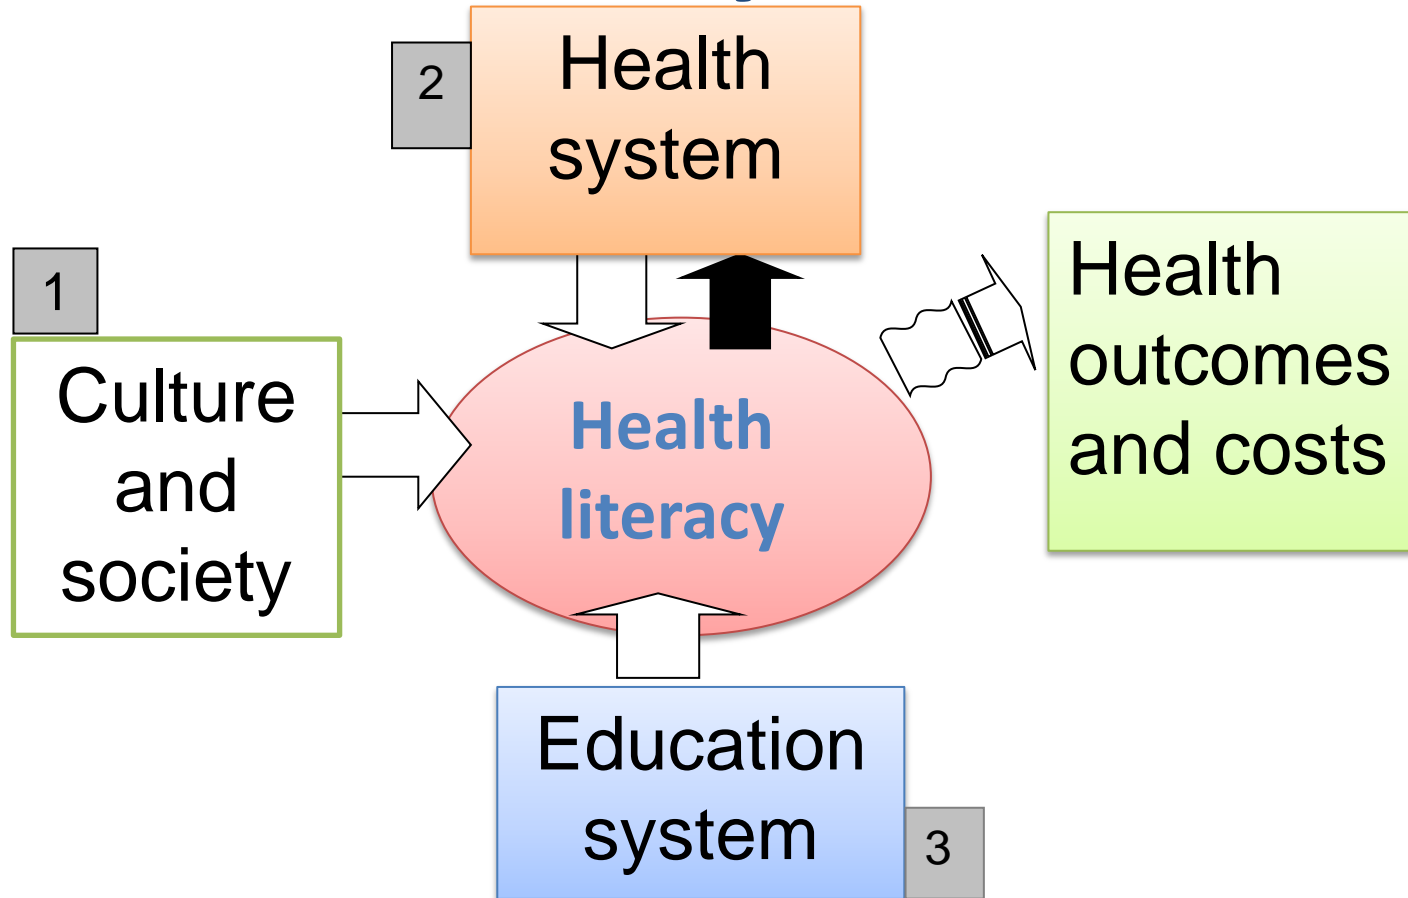 2
Health
system
1
Culture
and
society
Health
literacy
Health
outcomes
and costs
Education
system
3